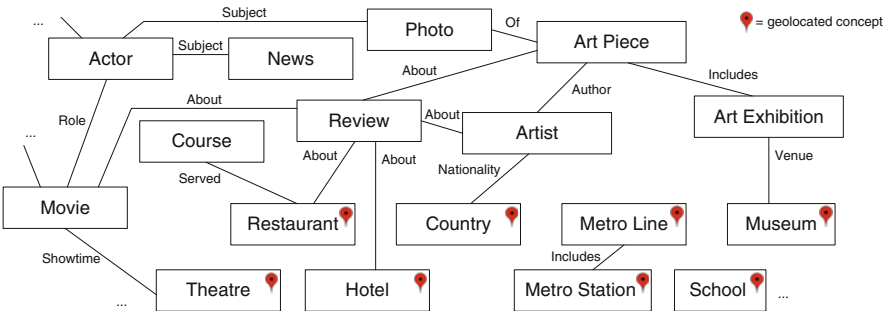 ...
Subject
Photo
Of
Art Piece
= geolocated concept
Actor
Subject
News
About
Includes
Author
Role
About
Review
About
Artist
Art Exhibition
...
Course
About
About
Nationality
Venue
Served
Movie
Restaurant
Country
Metro Line
Museum
Showtime
Includes
Theatre
Hotel
Metro Station
School
...
...